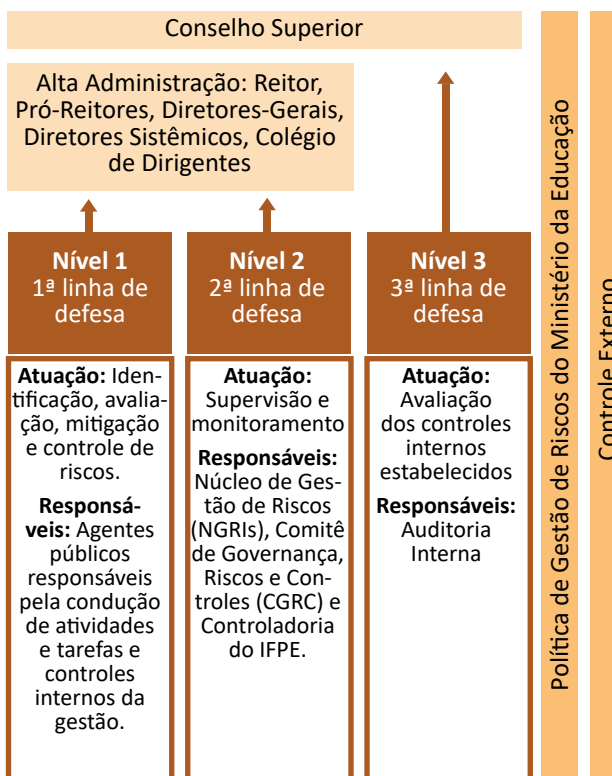 Conselho Superior
Alta Administração: Reitor,
Pró-Reitores, Diretores-Gerais,
Diretores Sistêmicos, Colégio
de Dirigentes
Nível 1
1ª linha de
defesa
Atuação: Iden-
tificação, avalia-
ção, mitigação
e controle de
riscos.
Responsá-
veis: Agentes
públicos
responsáveis
pela condução
de atividades
e tarefas e
controles
internos da
gestão.
Nível 2
2ª linha de
defesa
Atuação:
Supervisão e
monitoramento
Responsáveis:
Núcleo de Ges-
tão de Riscos
(NGRIs), Comitê
de Governança,
Riscos e Con-
troles (CGRC) e
Controladoria
do IFPE.
Nível 3
3ª linha de
defesa
Atuação:
Avaliação
dos controles
internos
estabelecidos
Responsáveis:
Auditoria
Interna
Política de Gestão de Riscos do Ministério da Educação
Controle Externo